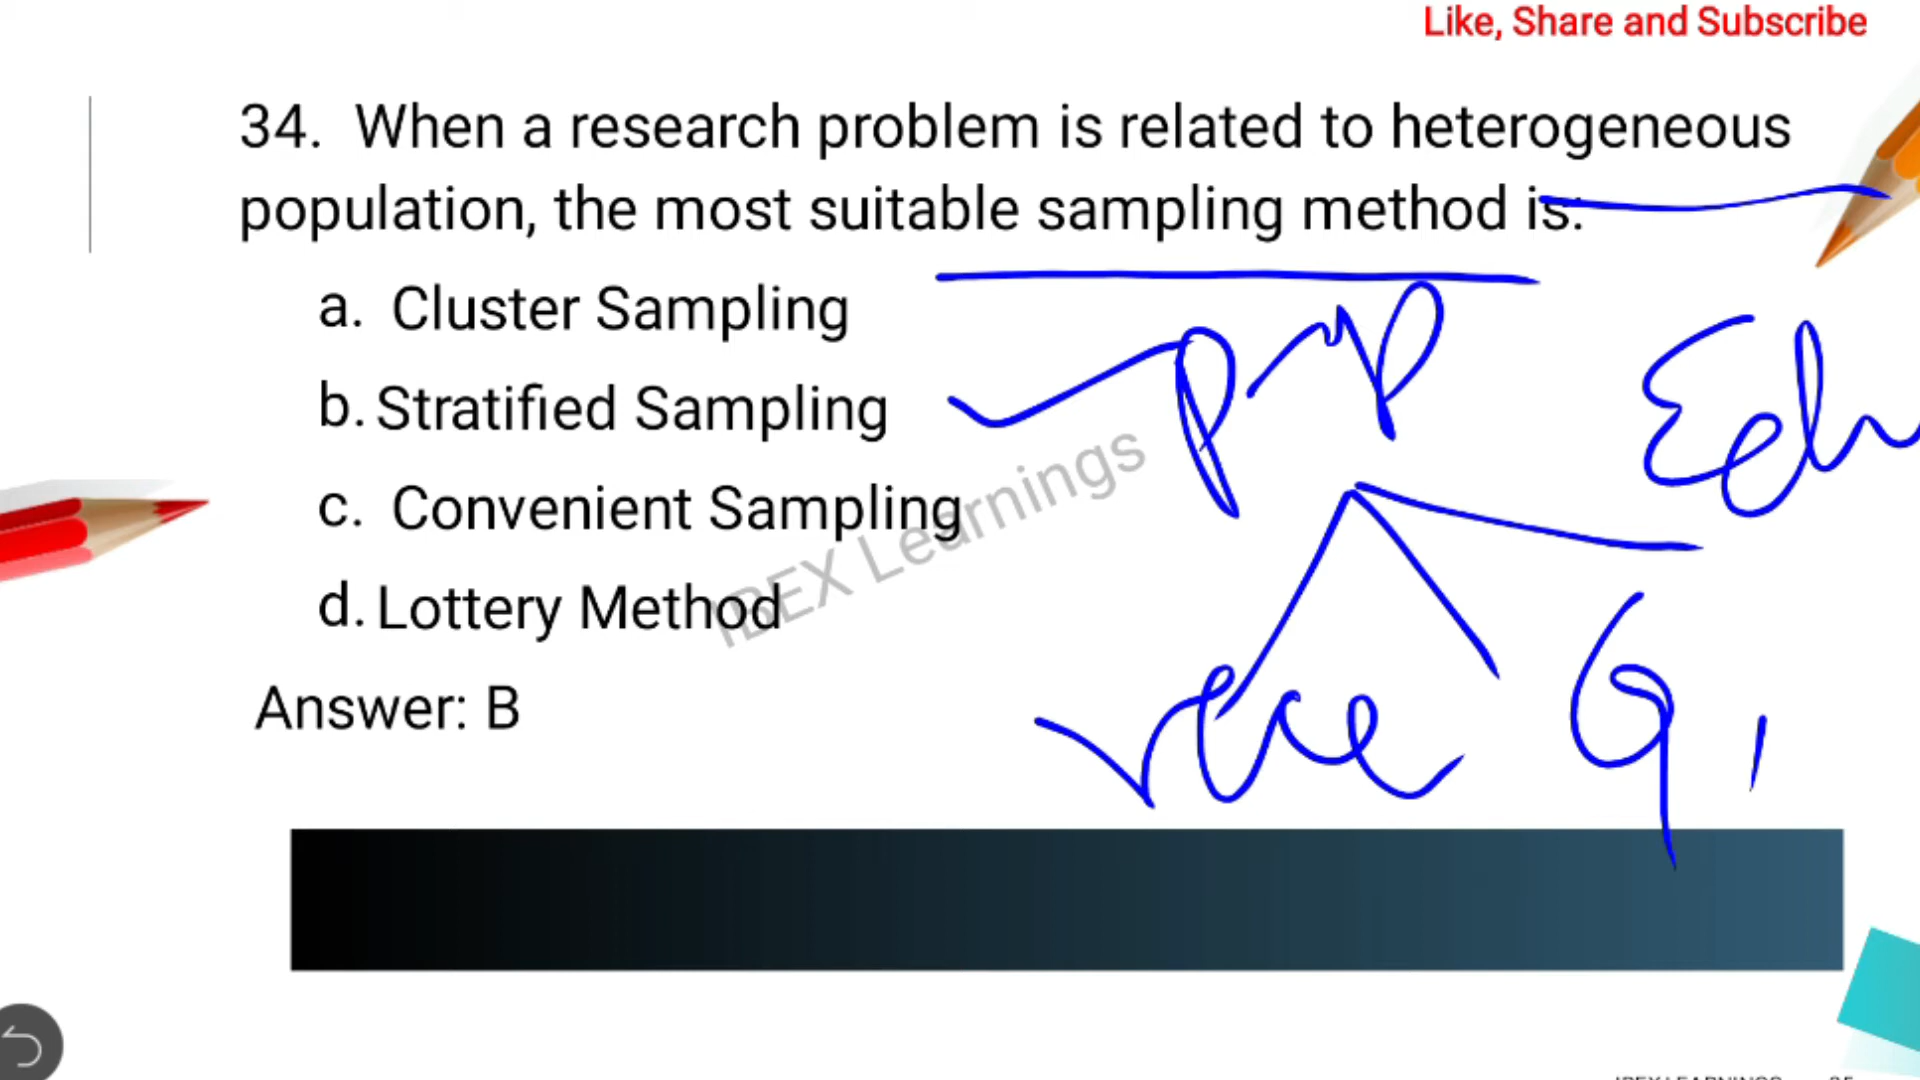 Like, Share and Subscribe
34. When a research problem is related to heterogeneous
population, the most suitable sampling method is:
a. Cluster Sampling
b. Stratified Sampling
c. Convenient Sampling
d. Lottery Method
Answer: B
IBEX Learnings